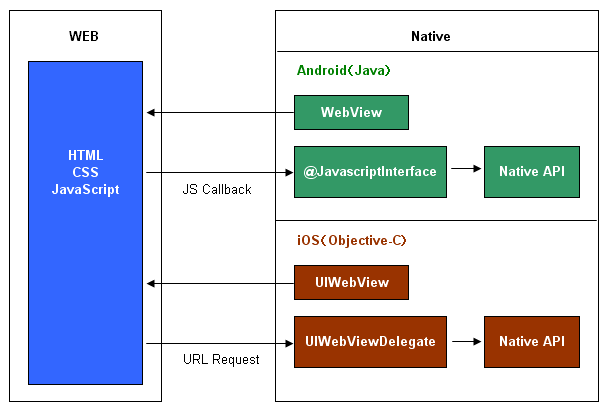 WEB
HTML
CSS
JavaScript
JS Callback
URL Request
Native
Android(Java)
WebView
@JavascriptInterface
Native API
iOS(Objective-C)
UIWebView
UIWebViewDelegate
Native API